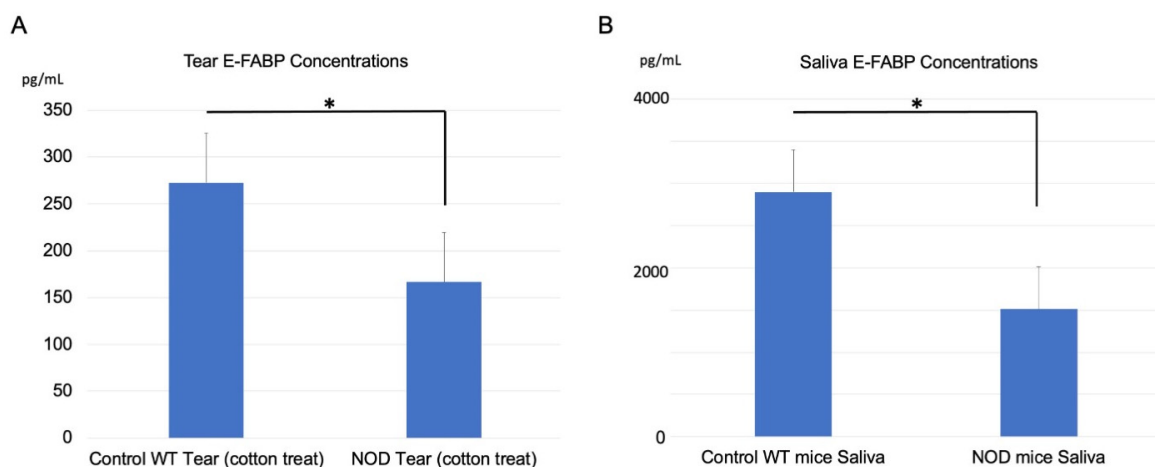 A
Tear E-FABP Concentrations
pg/mL
350
*
300
250
200
150
100
50
0
Control WT Tear (cotton treat) NOD Tear (cotton treat)
B
Saliva E-FABP Concentrations
pg/mL
4000
*
2000
0
Control WT mice Saliva NOD mice Saliva